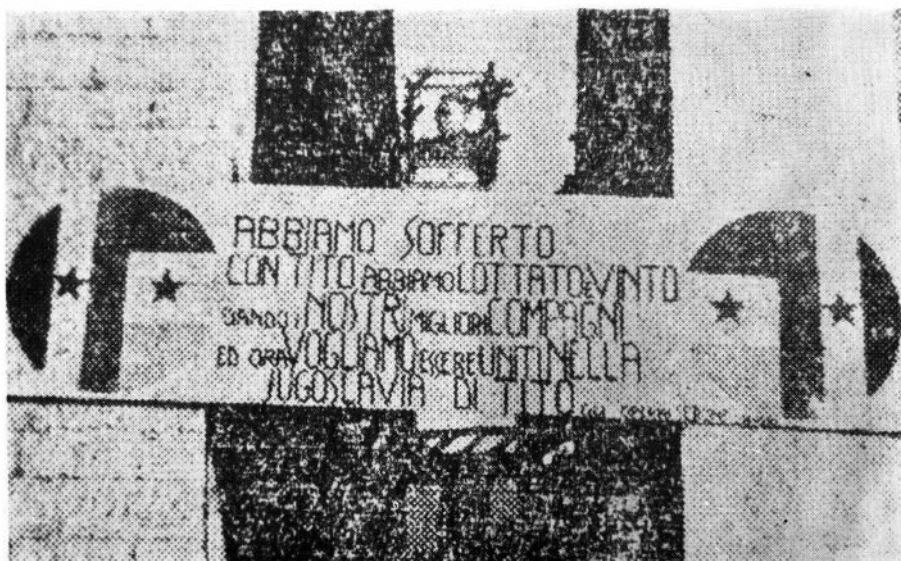 ABBIAMO SOFFERTO
CON TITO ABBIAMO LOTTATO E VINTO
DANDO I NOSTRI MIGLIORI COMPAGNI
ED ORA VOGLIAMO ESSERE UNITI NELLA
JUGOSLAVIA DI TITO